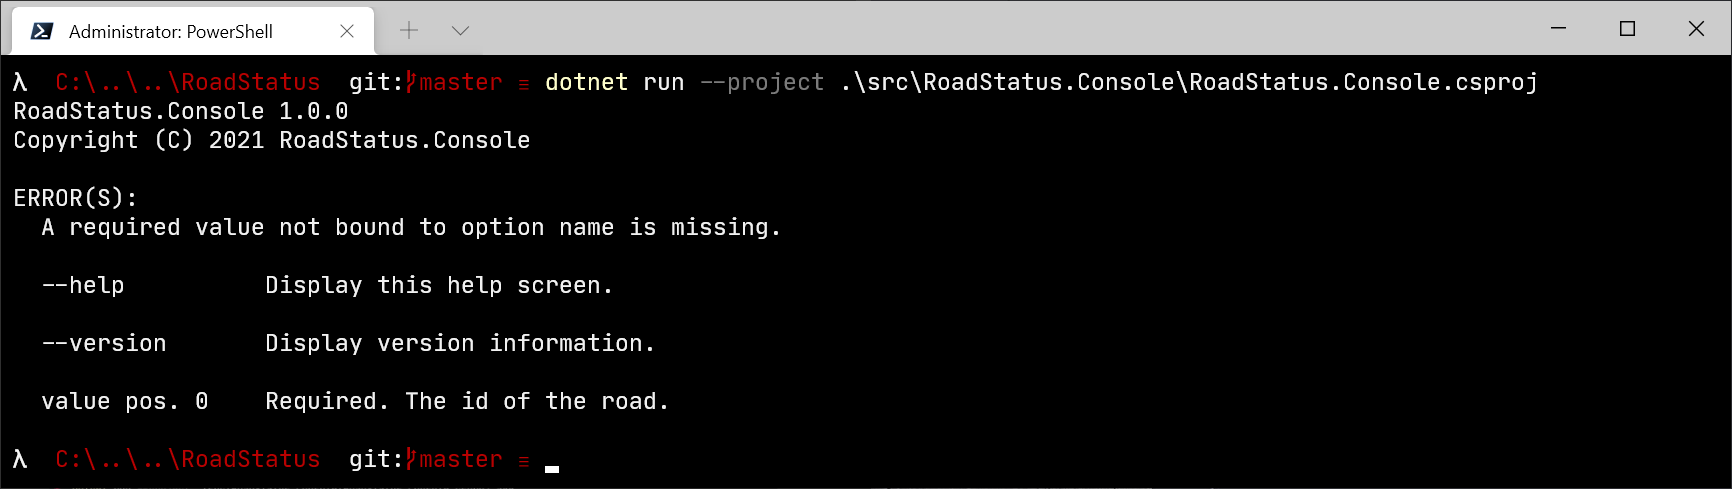 Administrator: PowerShell
λ  C:\..\..\RoadStatus  git:master ≡ dotnet run --project .\src\RoadStatus.Console\RoadStatus.Console.csproj
RoadStatus.Console 1.0.0
Copyright (C) 2021 RoadStatus.Console
ERROR(S):
A required value not bound to option name is missing.
--help          Display this help screen.
--version       Display version information.
value pos. 0    Required. The id of the road.
λ  C:\..\..\RoadStatus  git:master ≡